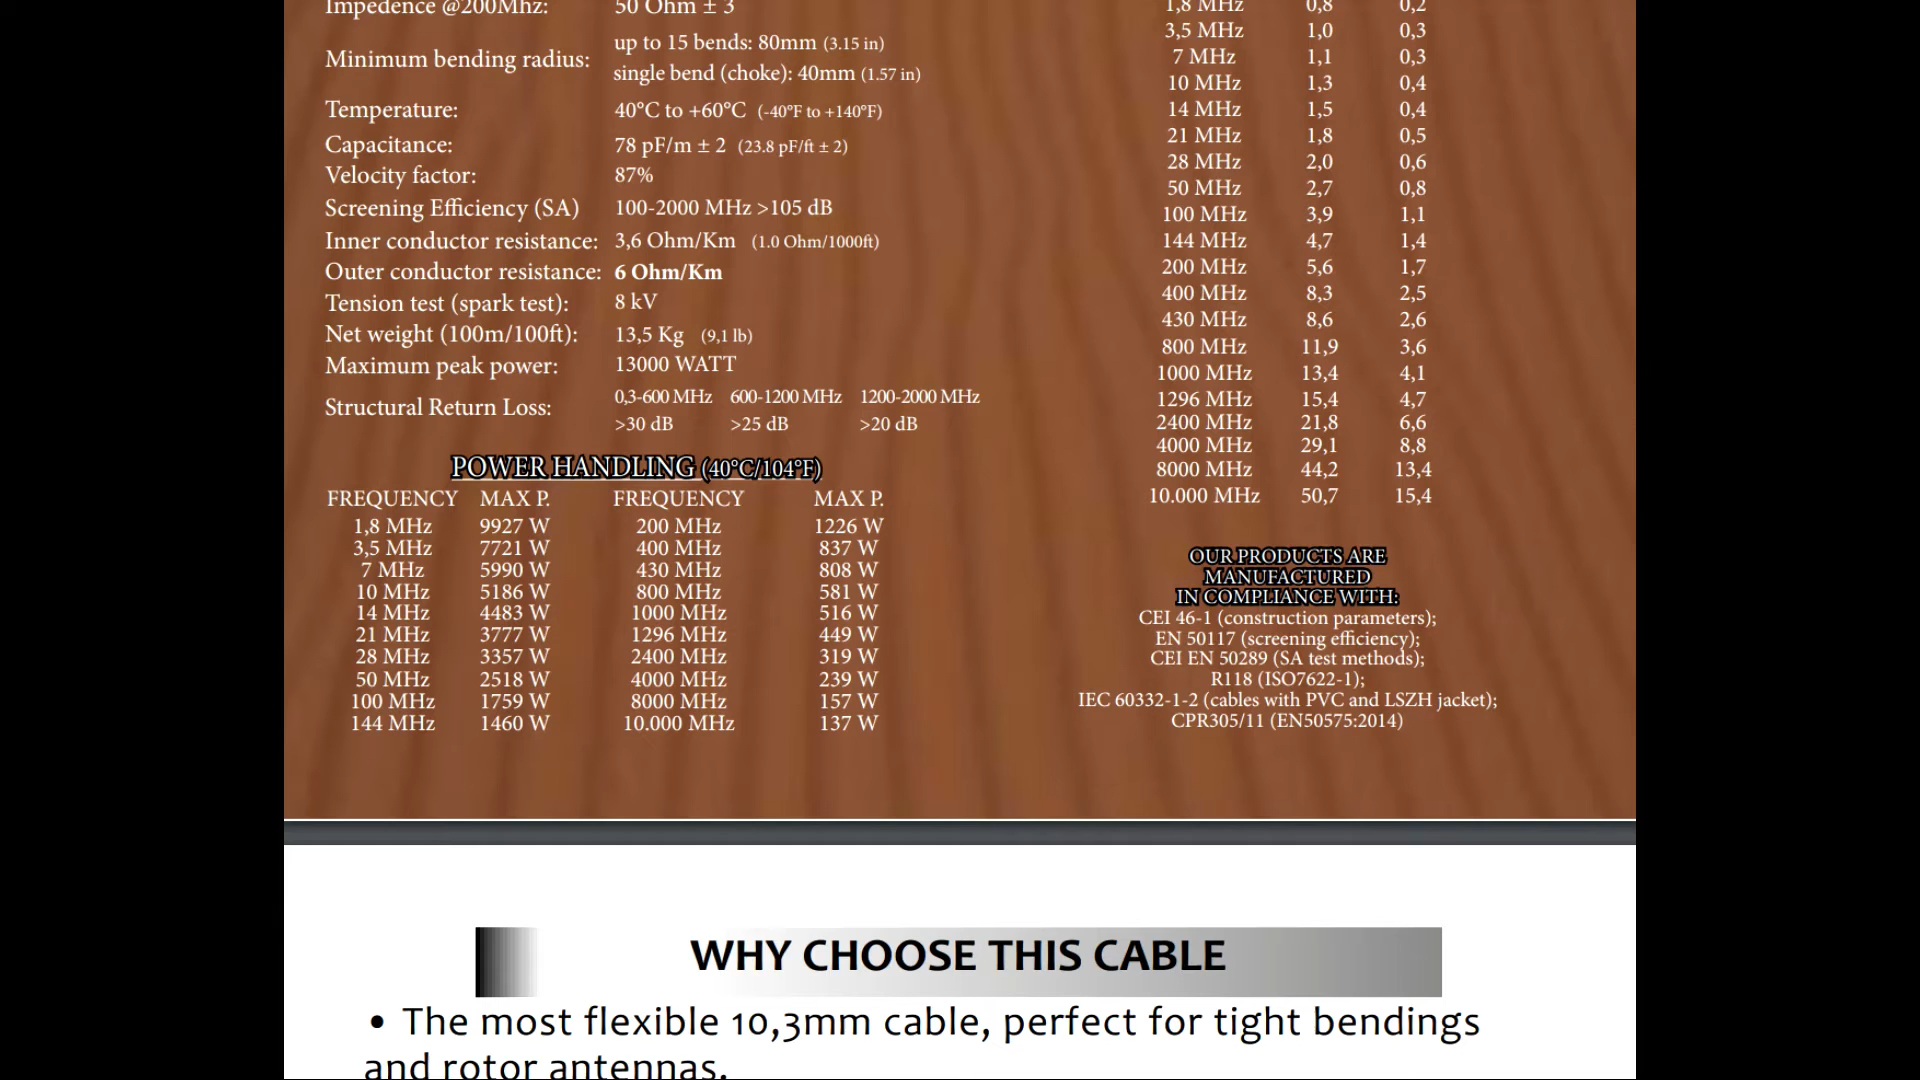 Impedence @200Mhz: 50 Ohm ± 3
Minimum bending radius: up to 15 bends: 80mm (3.15 in)
single bend (choke): 40mm (1.57 in)
Temperature: 40°C to +60°C (-40°F to +140°F)
Capacitance: 78 pF/m ± 2 (23.8 pF/ft ± 2)
Velocity factor: 87%
Screening Efficiency (SA) 100-2000 MHz >105 dB
Inner conductor resistance: 3,6 Ohm/Km (1.0 Ohm/1000ft)
Outer conductor resistance: 6 Ohm/Km
Tension test (spark test): 8 kV
Net weight (100m/100ft): 13,5 Kg (9,1 lb)
Maximum peak power: 13000 WATT
Structural Return Loss: 0,3-600 MHz 600-1200 MHz 1200-2000 MHz
>30 dB >25 dB >20 dB
POWER HANDLING (40°C/104°F)
FREQUENCY MAX P. FREQUENCY MAX P.
1,8 MHz 9927 W 200 MHz 1226 W
3,5 MHz 7721 W 400 MHz 837 W
7 MHz 5990 W 430 MHz 808 W
10 MHz 5186 W 800 MHz 581 W
14 MHz 4483 W 1000 MHz 516 W
21 MHz 3777 W 1296 MHz 449 W
28 MHz 3357 W 2400 MHz 319 W
50 MHz 2518 W 4000 MHz 239 W
100 MHz 1759 W 8000 MHz 157 W
144 MHz 1460 W 10.000 MHz 137 W
1,8 MHz 0,8 0,2
3,5 MHz 1,0 0,3
7 MHz 1,1 0,3
10 MHz 1,3 0,4
14 MHz 1,5 0,4
21 MHz 1,8 0,5
28 MHz 2,0 0,6
50 MHz 2,7 0,8
100 MHz 3,9 1,1
144 MHz 4,7 1,4
200 MHz 5,6 1,7
400 MHz 8,3 2,5
430 MHz 8,6 2,6
800 MHz 11,9 3,6
1000 MHz 13,4 4,1
1296 MHz 15,4 4,7
2400 MHz 21,8 6,6
4000 MHz 29,1 8,8
8000 MHz 44,2 13,4
10.000 MHz 50,7 15,4
OUR PRODUCTS ARE
MANUFACTURED
IN COMPLIANCE WITH:
CEI 46-1 (construction parameters);
EN 50117 (screening efficiency);
CEI EN 50289 (SA test methods);
R118 (ISO7622-1);
IEC 60332-1-2 (cables with PVC and LSZH jacket);
CPR305/11 (EN50575:2014)
WHY CHOOSE THIS CABLE
• The most flexible 10,3mm cable, perfect for tight bendings
and rotor antennas.